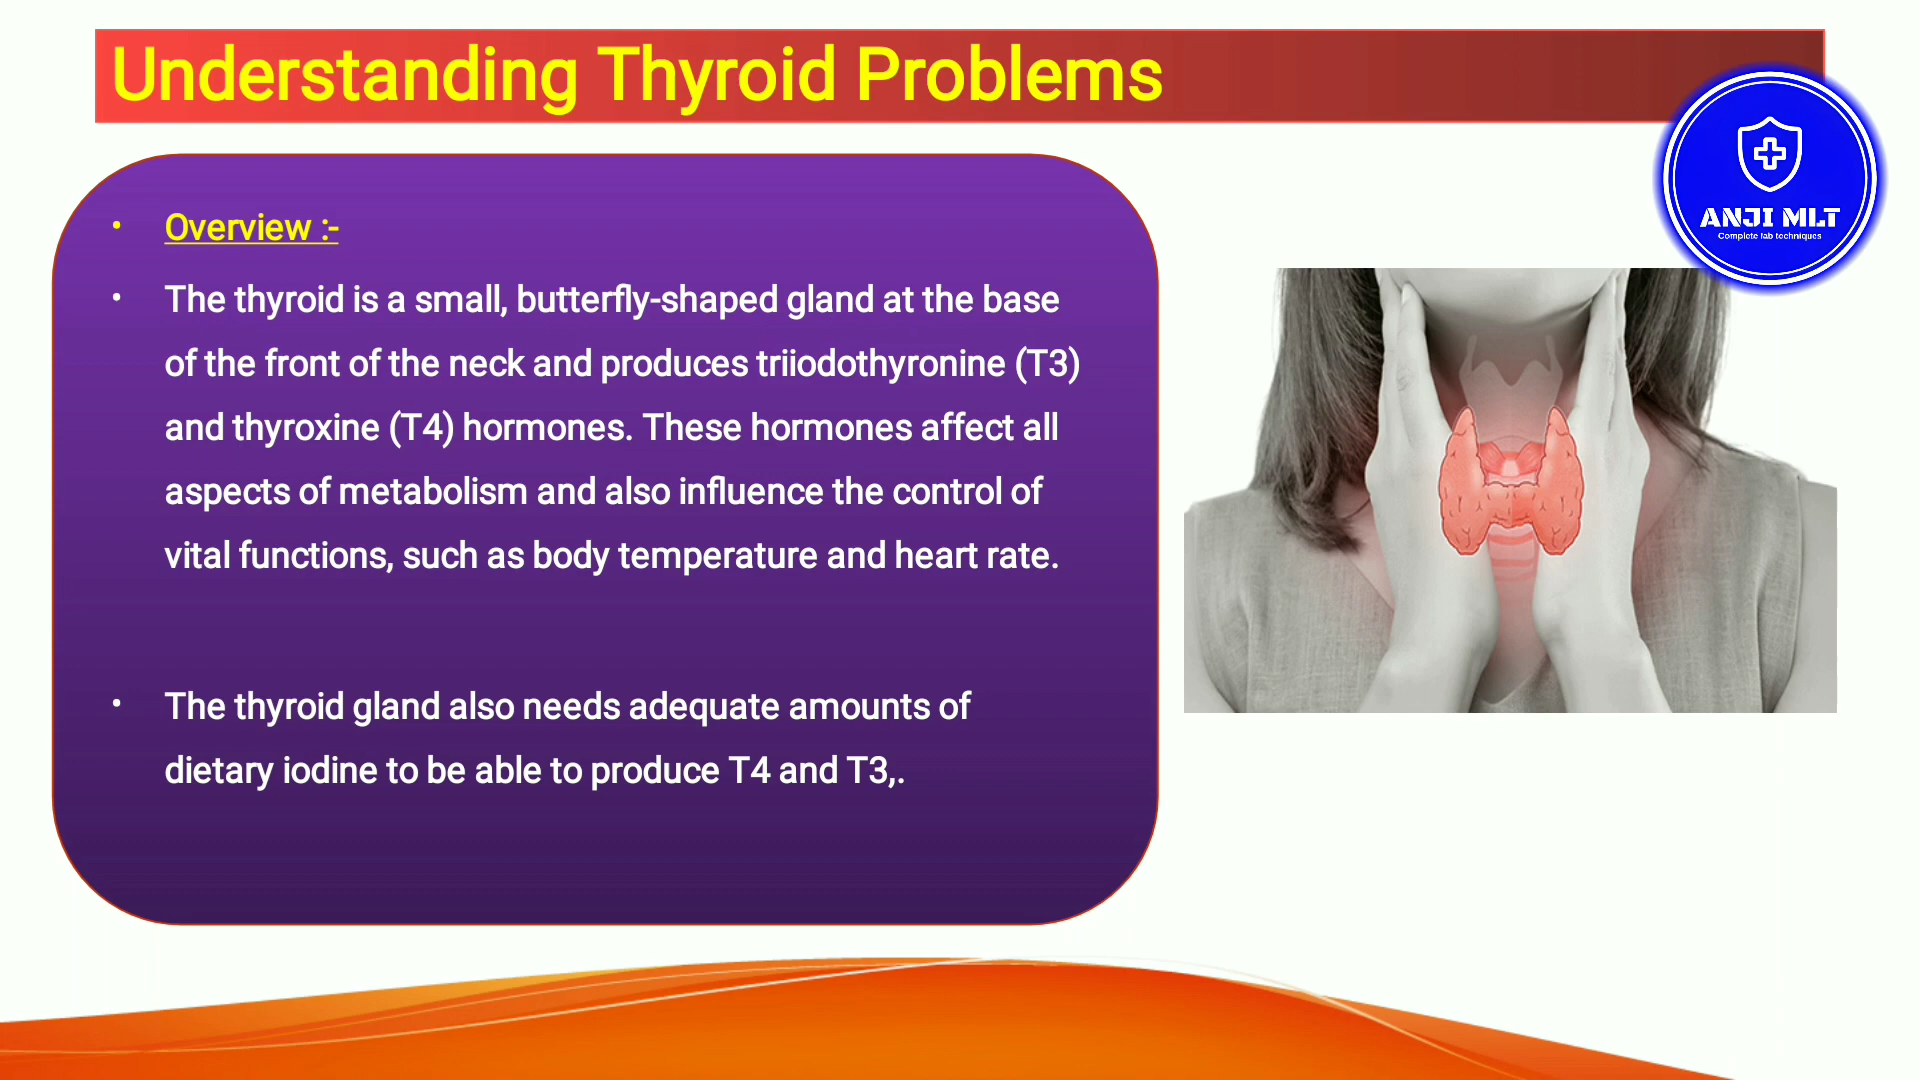 Understanding Thyroid Problems
ANJI MLT
Complete lab techniques
• Overview :-
• The thyroid is a small, butterfly-shaped gland at the base
of the front of the neck and produces triiodothyronine (T3)
and thyroxine (T4) hormones. These hormones affect all
aspects of metabolism and also influence the control of
vital functions, such as body temperature and heart rate.
• The thyroid gland also needs adequate amounts of
dietary iodine to be able to produce T4 and T3,.